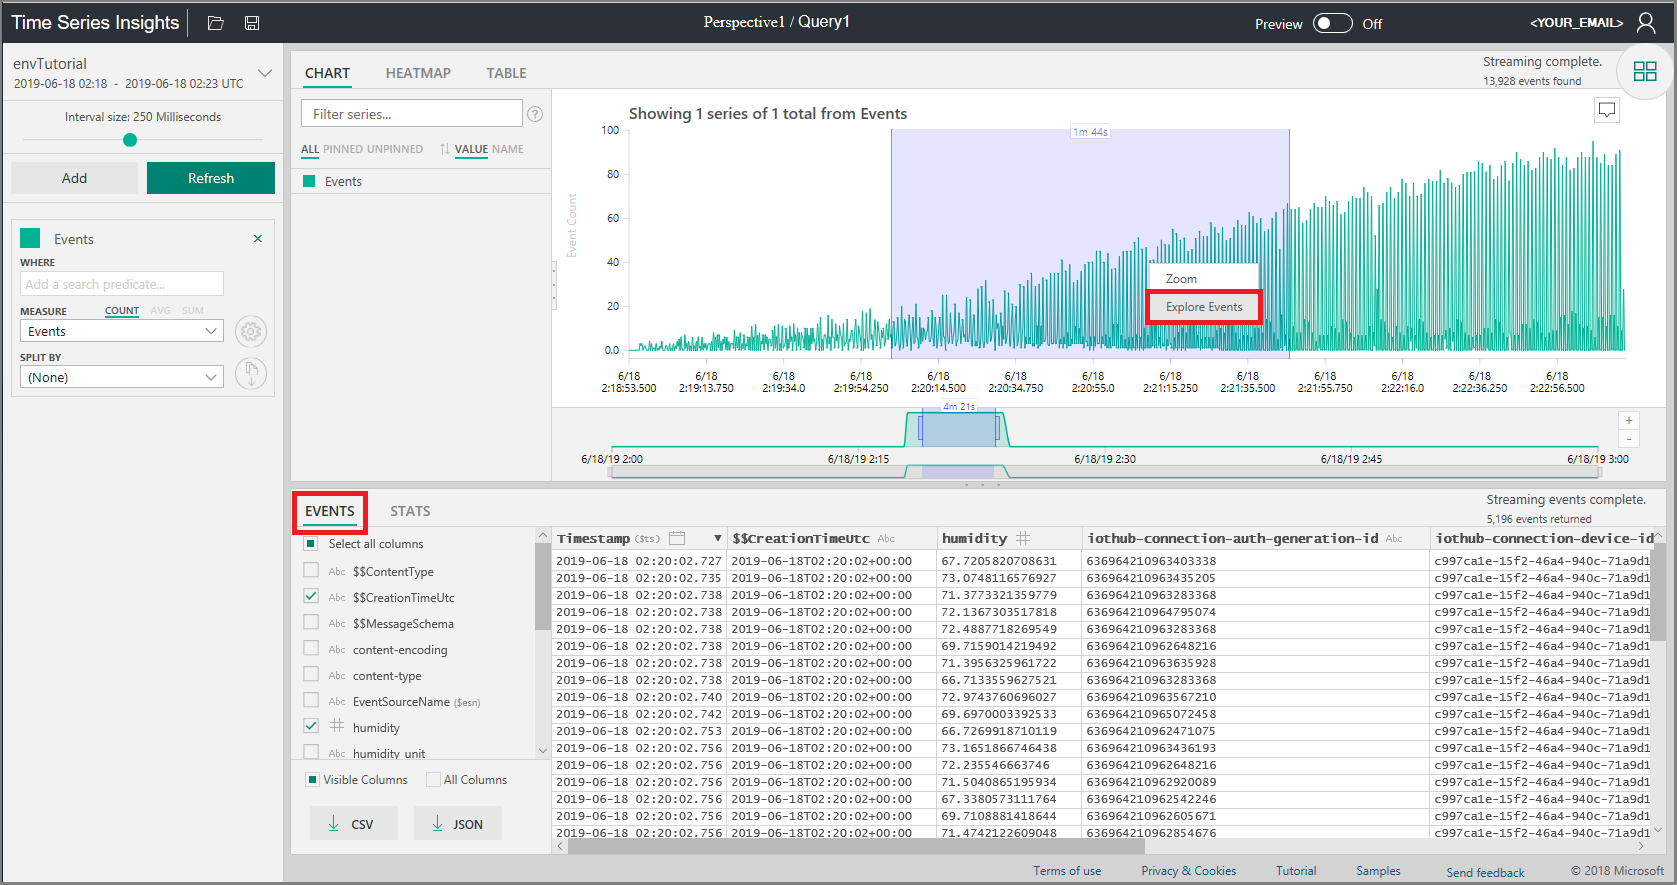 Time Series Insights
Perspective1 / Query1
Preview Off
<YOUR_EMAIL>
envTutorial
2019-06-18 02:18 - 2019-06-18 02:23 UTC
Interval size: 250 Milliseconds
Add Refresh
Events ×
WHERE
Add a search predicate...
MEASURE COUNT AVG SUM
Events
SPLIT BY
(None)
CHART HEATMAP TABLE
Streaming complete.
13,928 events found
Filter series... ?
ALL PINNED UNPINNED VALUE NAME
Events
Showing 1 series of 1 total from Events
1m 44s
Event Count
100
80
60
40
20
0.0
Zoom
Explore Events
6/18 6/18 6/18 6/18 6/18 6/18 6/18 6/18 6/18 6/18 6/18 6/18 6/18
2:18:53.500 2:19:13.750 2:19:34.0 2:19:54.250 2:20:14.500 2:20:34.750 2:20:55.0 2:21:15.250 2:21:35.500 2:21:55.750 2:22:16.0 2:22:36.250 2:22:56.500
4m 21s
+
-
6/18/19 2:00 6/18/19 2:15 6/18/19 2:30 6/18/19 2:45 6/18/19 3:00
EVENTS STATS
Streaming events complete.
5,196 events returned
Select all columns
Abc $$ContentType
Abc $$CreationTimeUtc
Abc $$MessageSchema
Abc content-encoding
Abc content-type
Abc EventSourceName ($esn)
humidity
Abc humidity_unit
Visible Columns All Columns
CSV JSON
Timestamp ($ts) $$CreationTimeUtc Abc humidity iothub-connection-auth-generation-id Abc iothub-connection-device-id
2019-06-18 02:20:02.727 2019-06-18T02:20:02+00:00 67.7205820708631 636964210963403338 c997ca1e-15f2-46a4-940c-71a9d1
2019-06-18 02:20:02.735 2019-06-18T02:20:02+00:00 73.0748116576927 636964210963435205 c997ca1e-15f2-46a4-940c-71a9d1
2019-06-18 02:20:02.738 2019-06-18T02:20:02+00:00 71.3773321359779 636964210963283368 c997ca1e-15f2-46a4-940c-71a9d1
2019-06-18 02:20:02.738 2019-06-18T02:20:02+00:00 72.1367303517818 636964210964795074 c997ca1e-15f2-46a4-940c-71a9d1
2019-06-18 02:20:02.738 2019-06-18T02:20:02+00:00 72.4887718269549 636964210963283368 c997ca1e-15f2-46a4-940c-71a9d1
2019-06-18 02:20:02.738 2019-06-18T02:20:02+00:00 69.7159014219492 636964210962648216 c997ca1e-15f2-46a4-940c-71a9d1
2019-06-18 02:20:02.738 2019-06-18T02:20:02+00:00 71.3956325961722 636964210963635928 c997ca1e-15f2-46a4-940c-71a9d1
2019-06-18 02:20:02.738 2019-06-18T02:20:02+00:00 66.7133559627521 636964210963283368 c997ca1e-15f2-46a4-940c-71a9d1
2019-06-18 02:20:02.740 2019-06-18T02:20:02+00:00 72.9743760696027 636964210963567210 c997ca1e-15f2-46a4-940c-71a9d1
2019-06-18 02:20:02.742 2019-06-18T02:20:02+00:00 69.6970003392533 636964210965072458 c997ca1e-15f2-46a4-940c-71a9d1
2019-06-18 02:20:02.753 2019-06-18T02:20:02+00:00 66.7269918710119 636964210962471075 c997ca1e-15f2-46a4-940c-71a9d1
2019-06-18 02:20:02.756 2019-06-18T02:20:02+00:00 73.1651866746438 636964210963436193 c997ca1e-15f2-46a4-940c-71a9d1
2019-06-18 02:20:02.756 2019-06-18T02:20:02+00:00 72.235546663746 636964210962648216 c997ca1e-15f2-46a4-940c-71a9d1
2019-06-18 02:20:02.756 2019-06-18T02:20:02+00:00 71.5040865195934 636964210962920089 c997ca1e-15f2-46a4-940c-71a9d1
2019-06-18 02:20:02.756 2019-06-18T02:20:02+00:00 67.3380573111764 636964210962542246 c997ca1e-15f2-46a4-940c-71a9d1
2019-06-18 02:20:02.756 2019-06-18T02:20:02+00:00 69.7108881418644 636964210962605671 c997ca1e-15f2-46a4-940c-71a9d1
2019-06-18 02:20:02.756 2019-06-18T02:20:02+00:00 71.4742122609048 636964210962854676 c997ca1e-15f2-46a4-940c-71a9d1
Terms of use Privacy & Cookies Tutorial Samples Send feedback © 2018 Microsoft